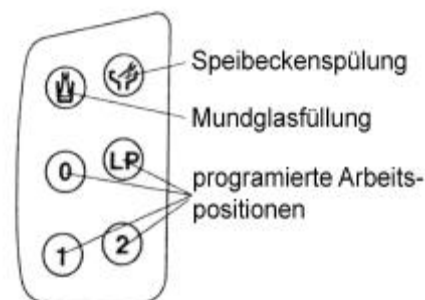 Speibeckenspülung
Mundglasfüllung
0
LP
programierte Arbeits-
positionen
1
2